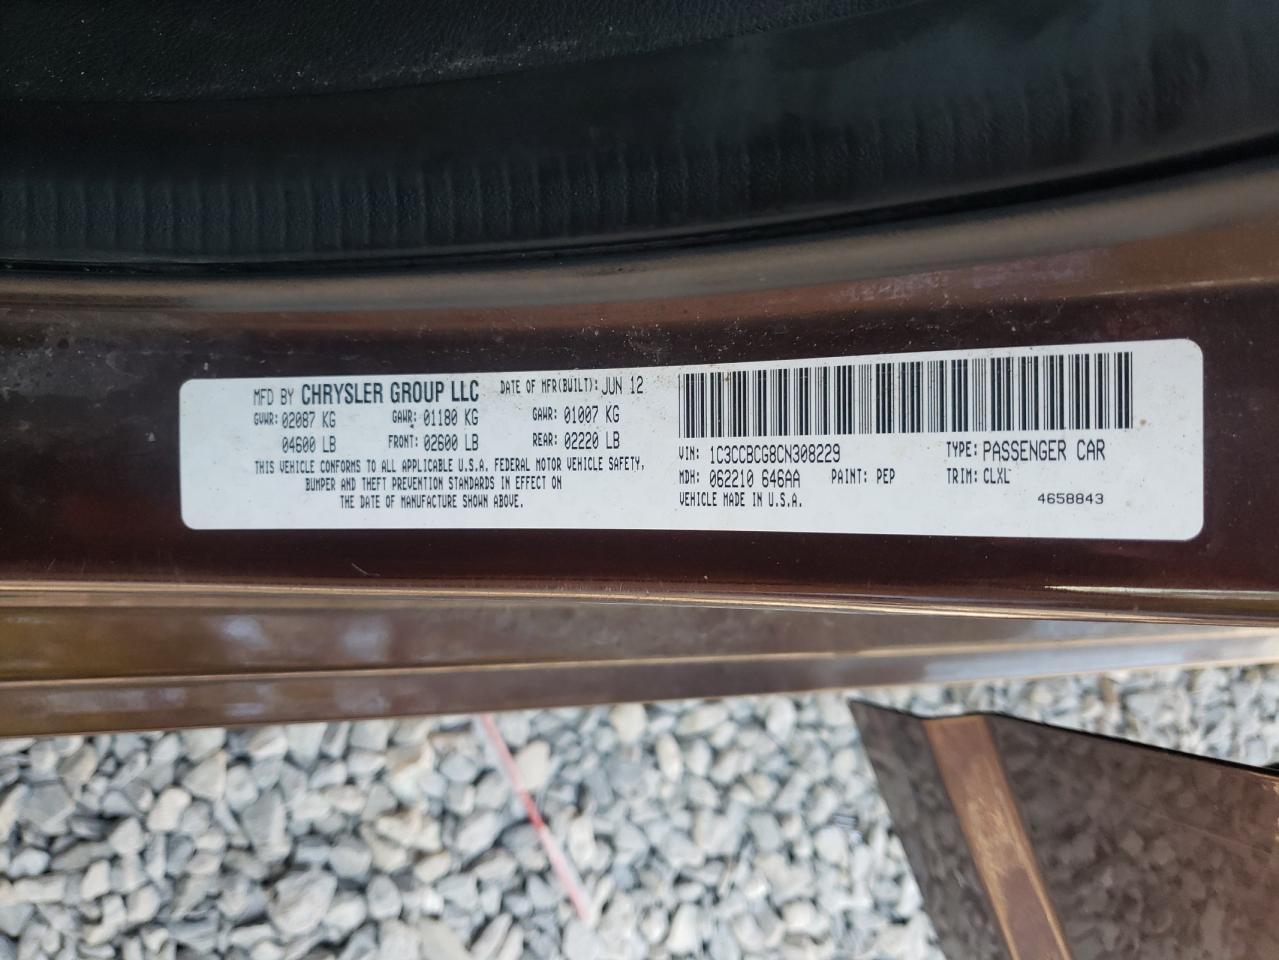 MFD BY CHRYSLER GROUP LLC DATE OF MFR(BUILT): JUN 12
GVWR: 02087 KG GAWR: 01180 KG GAWR: 01007 KG
04600 LB FRONT: 02600 LB REAR: 02220 LB
THIS VEHICLE CONFORMS TO ALL APPLICABLE U.S.A. FEDERAL MOTOR VEHICLE SAFETY,
BUMPER AND THEFT PREVENTION STANDARDS IN EFFECT ON
THE DATE OF MANUFACTURE SHOWN ABOVE.
VIN: 1C3CCBCG8CN308229 TYPE: PASSENGER CAR
MDH: 062210 646AA PAINT: PEP TRIM: CLXL
VEHICLE MADE IN U.S.A. 4658843